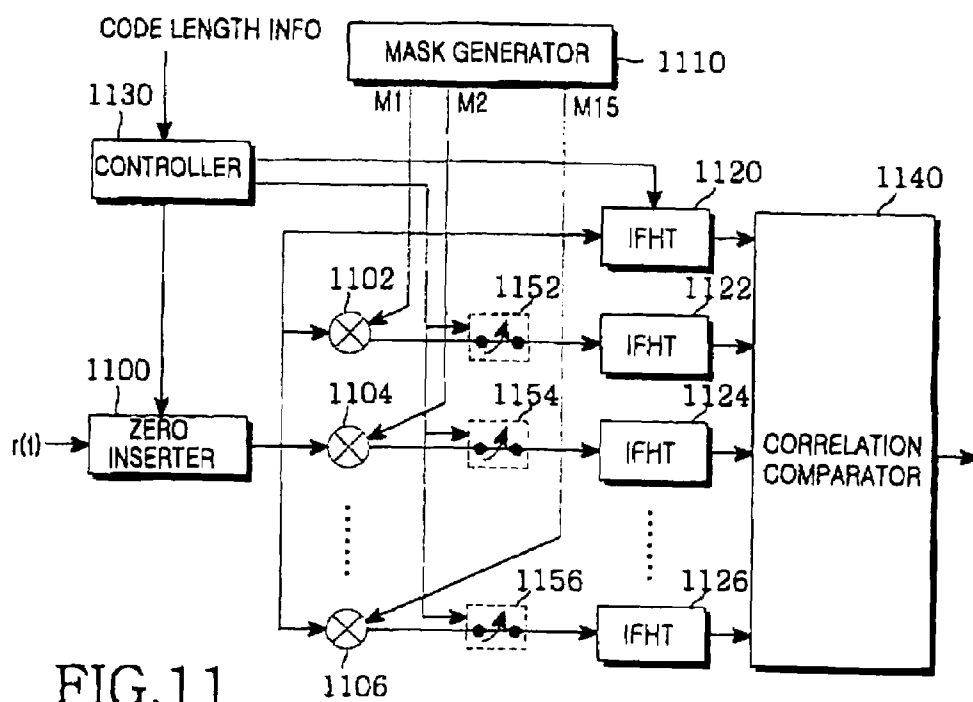 CODE LENGTH INFO
MASK GENERATOR
1110
M1
M2
M15
1130
CONTROLLER
1120
1140
IFHT
1102
1152
1122
IFHT
1100
1104
1154
1124
r(t)
ZERO
INSERTER
IFHT
CORRELATION
COMPARATOR
1156
1126
IFHT
1106
FIG.11